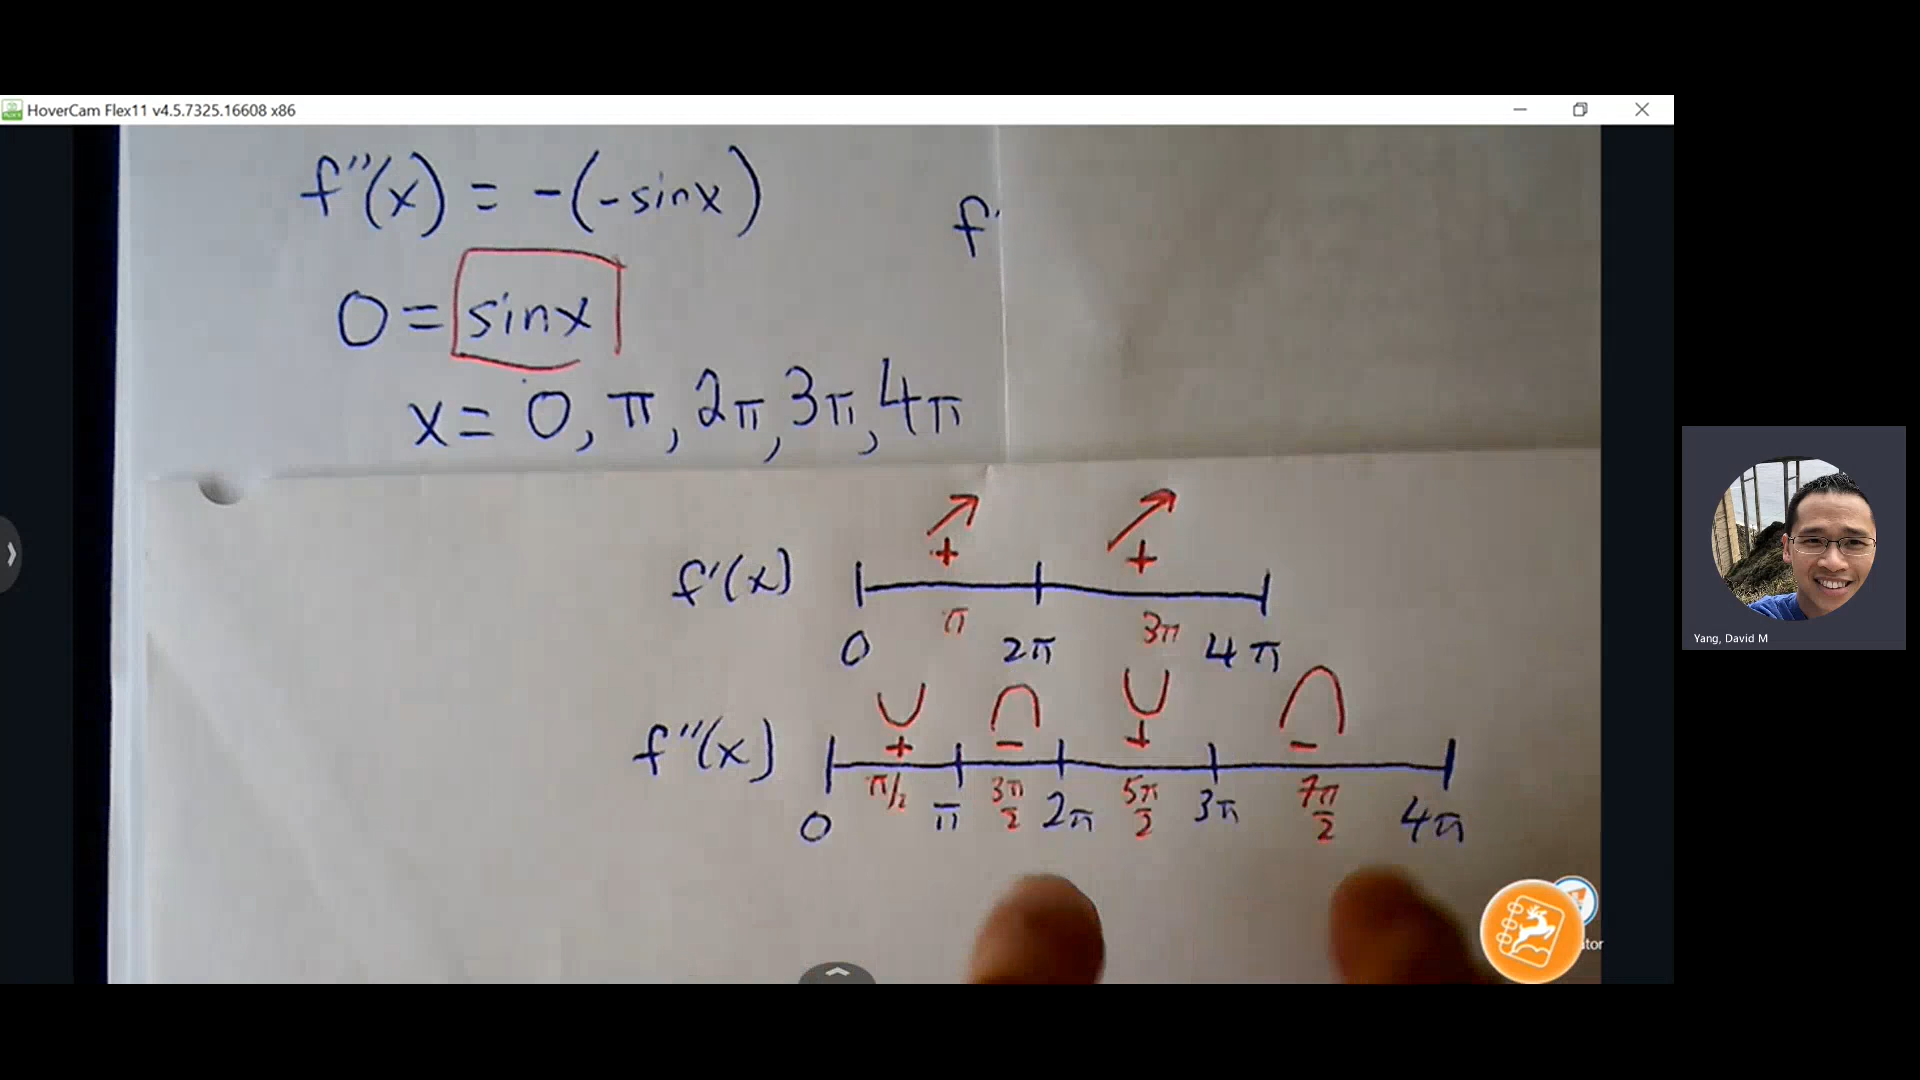 HoverCam Flex11 v4.5.7325.16608 x86
f''(x) = -(-sinx)
f'
0 = sinx
x = 0, π, 2π, 3π, 4π
+ +
f'(x)
π 3π
0 2π 4π
+ - + -
f''(x)
π/2 3π/2 5π/2 7π/2
0 π 2π 3π 4π
Yang, David M